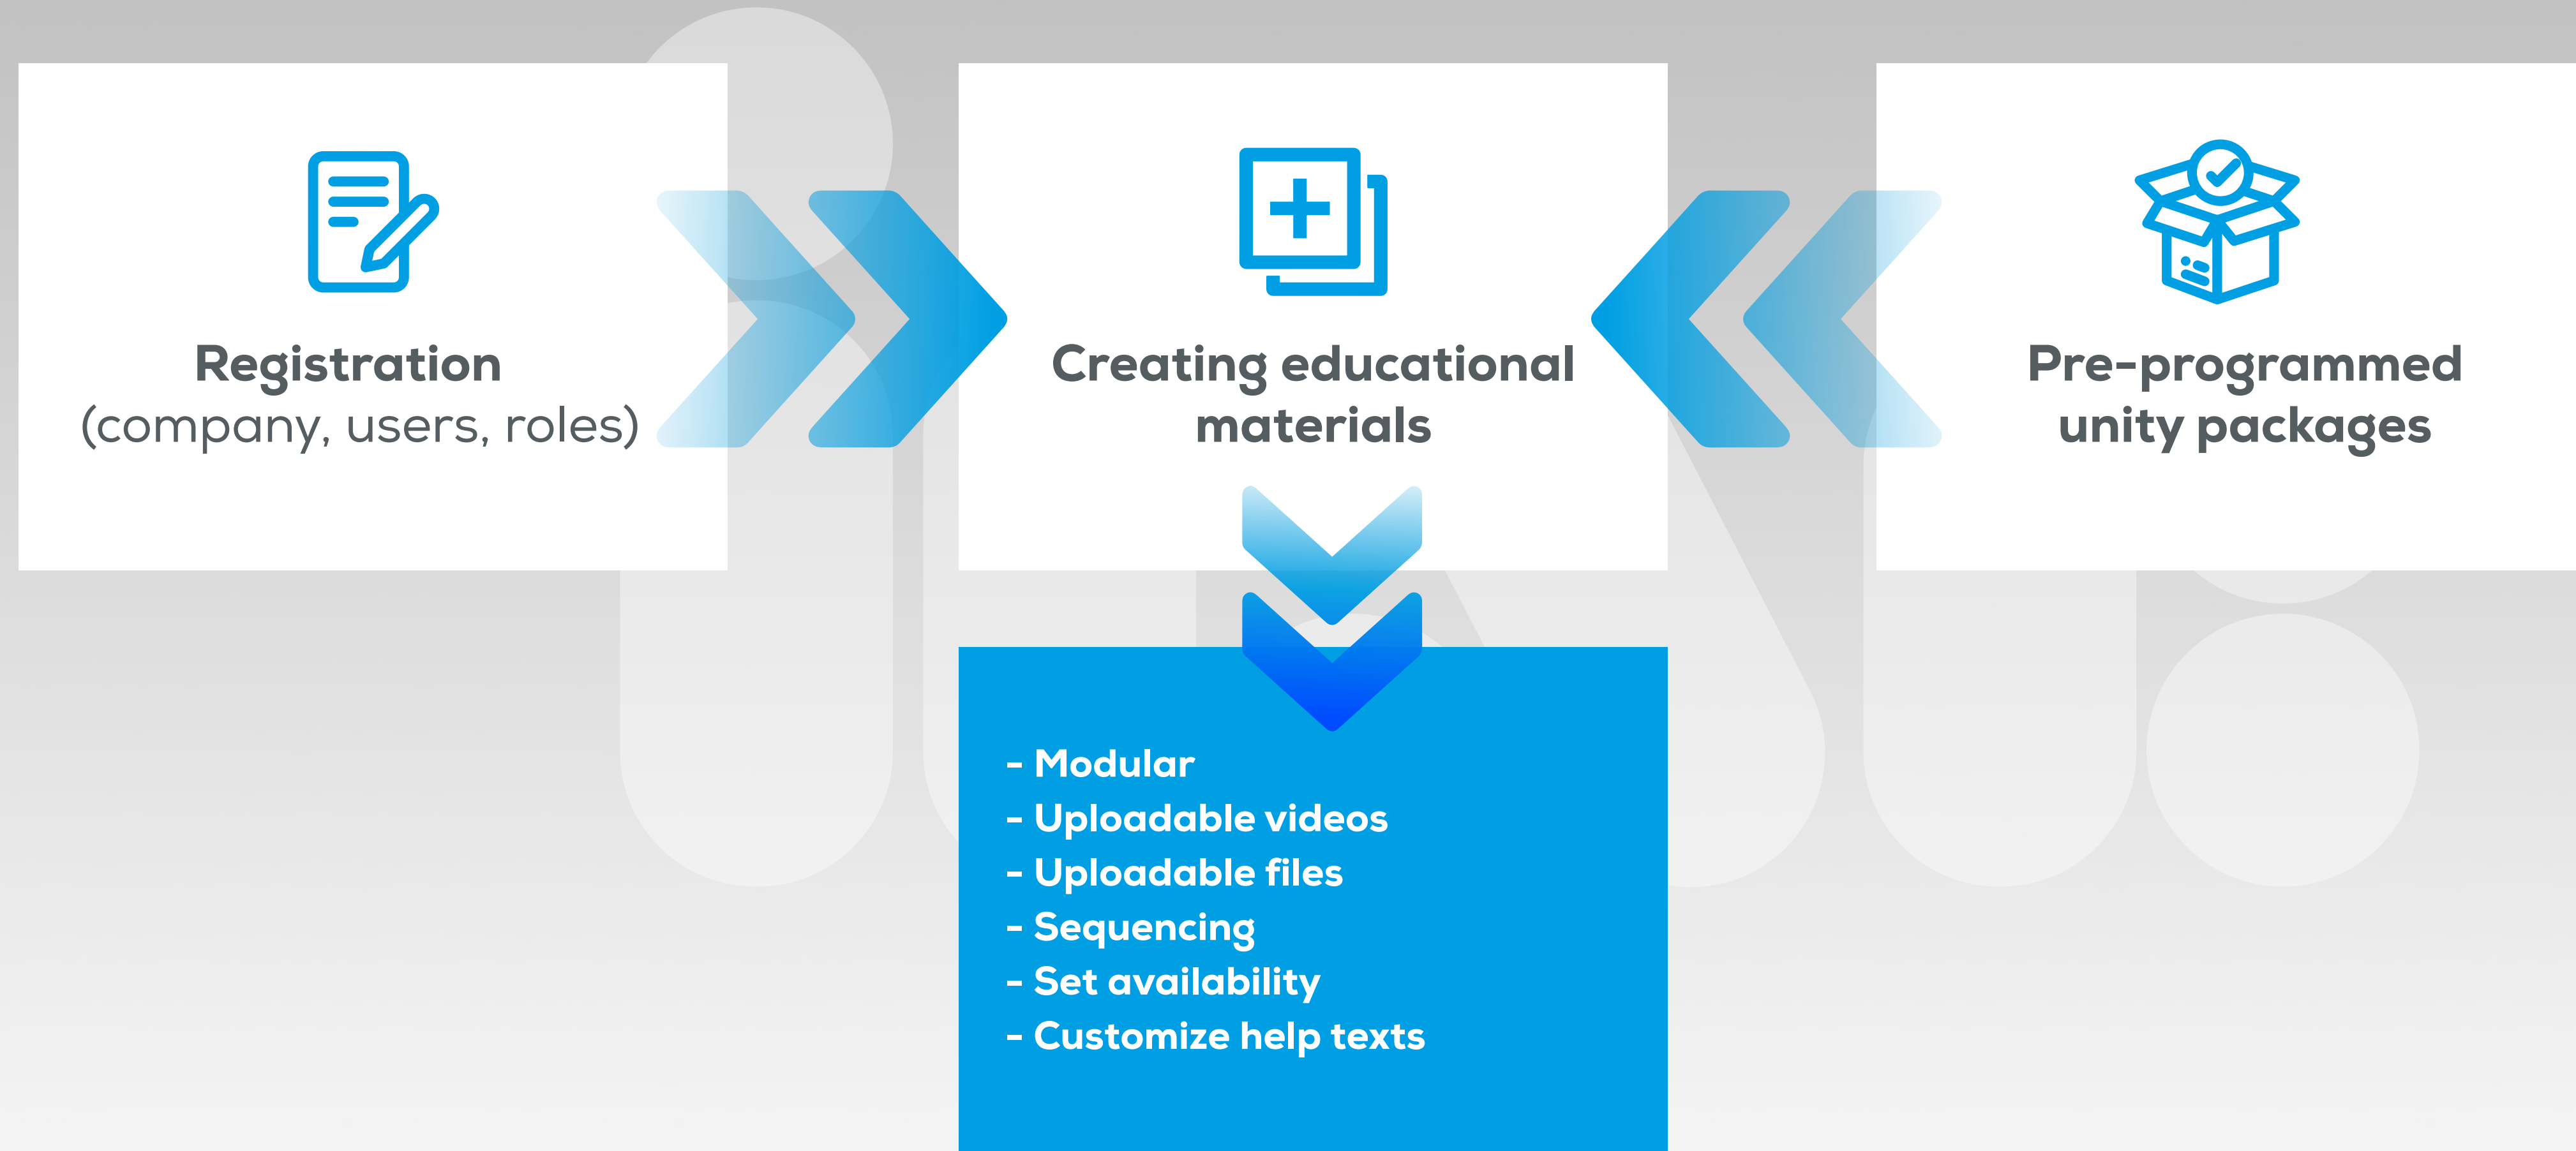 Registration
(company, users, roles)
Creating educational
materials
Pre-programmed
unity packages
- Modular
- Uploadable videos
- Uploadable files
- Sequencing
- Set availability
- Customize help texts